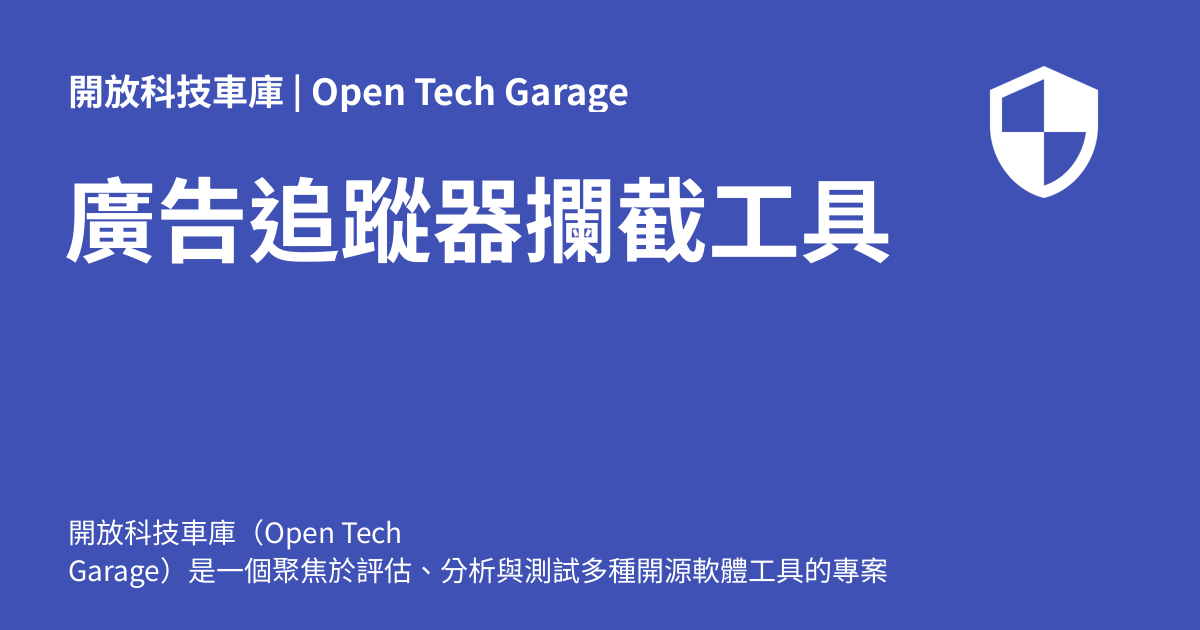 開放科技車庫 | Open Tech Garage
廣告追蹤器攔截工具
開放科技車庫（Open Tech
Garage）是一個聚焦於評估、分析與測試多種開源軟體工具的專案